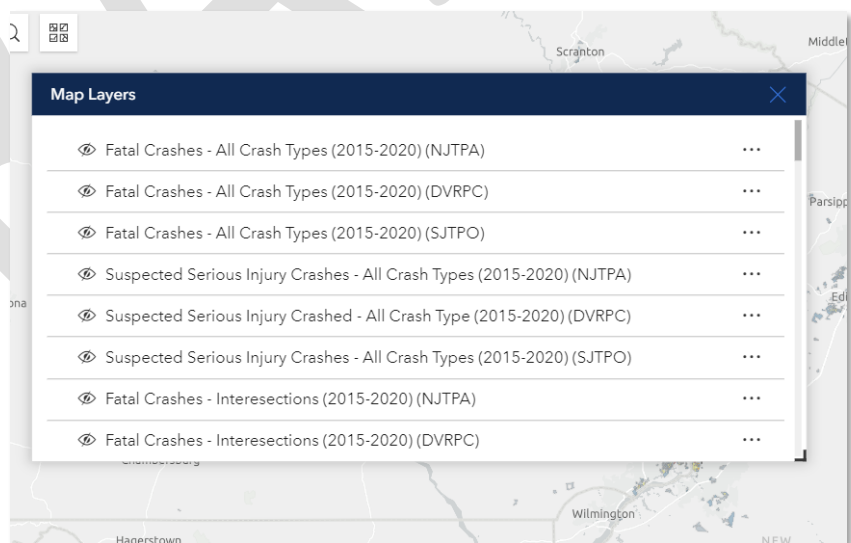 Scranton
Middlet
Map Layers
Fatal Crashes - All Crash Types (2015-2020) (NJTPA)
...
Fatal Crashes - All Crash Types (2015-2020) (DVRPC)
...
Parsipp
Fatal Crashes - All Crash Types (2015-2020) (SJTPO)
...
Suspected Serious Injury Crashes - All Crash Types (2015-2020) (NJTPA)
...
ona
Edi
Suspected Serious Injury Crashed - All Crash Type (2015-2020) (DVRPC)
...
Suspected Serious Injury Crashes - All Crash Types (2015-2020) (SJTPO)
...
Fatal Crashes - Interesections (2015-2020) (NJTPA)
...
Fatal Crashes - Interesections (2015-2020) (DVRPC)
...
Chambersburg
Wilmington
Hagerstown
NEW